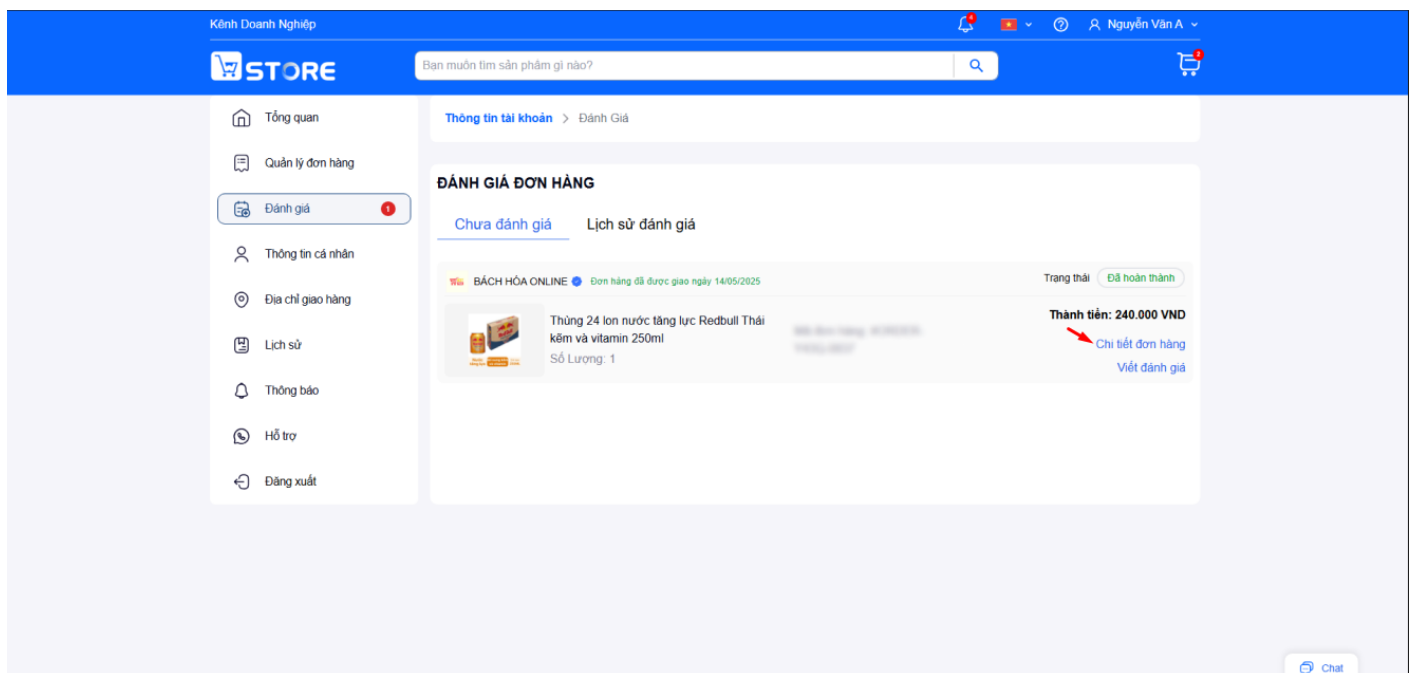 Kênh Doanh Nghiệp
4
Nguyễn Văn A
STORE
Bạn muốn tìm sản phẩm gì nào?
2
Tổng quan
Quản lý đơn hàng
Đánh giá
1
Thông tin cá nhân
Địa chỉ giao hàng
Lịch sử
Thông báo
Hỗ trợ
Đăng xuất
Thông tin tài khoản > Đánh Giá
ĐÁNH GIÁ ĐƠN HÀNG
Chưa đánh giá Lịch sử đánh giá
BÁCH HÓA ONLINE Đơn hàng đã được giao ngày 14/05/2025 Trạng thái Đã hoàn thành
Thùng 24 lon nước tăng lực Redbull Thái
kẽm và vitamin 250ml
Số Lượng: 1
Thành tiền: 240.000 VND
Chi tiết đơn hàng
Viết đánh giá
Chat